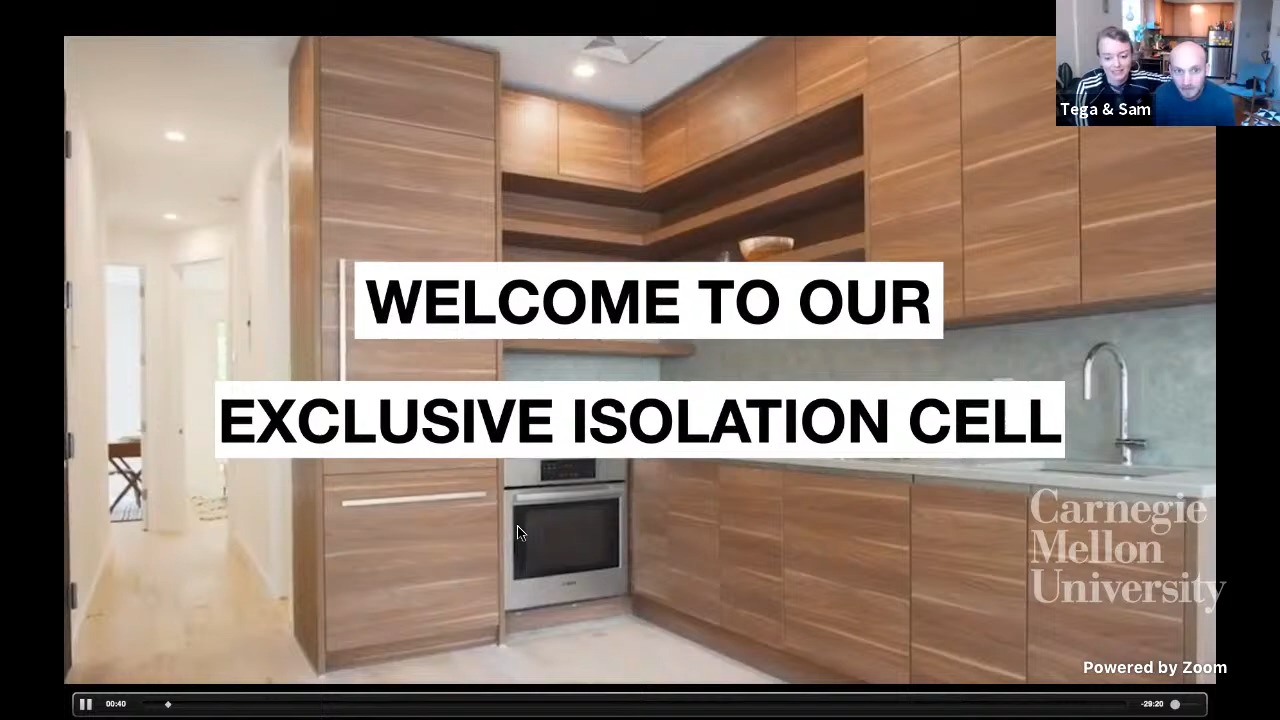 Tega & Sam
WELCOME TO OUR
EXCLUSIVE ISOLATION CELL
Carnegie
Mellon
University
Powered by Zoom
00:40
-29:20